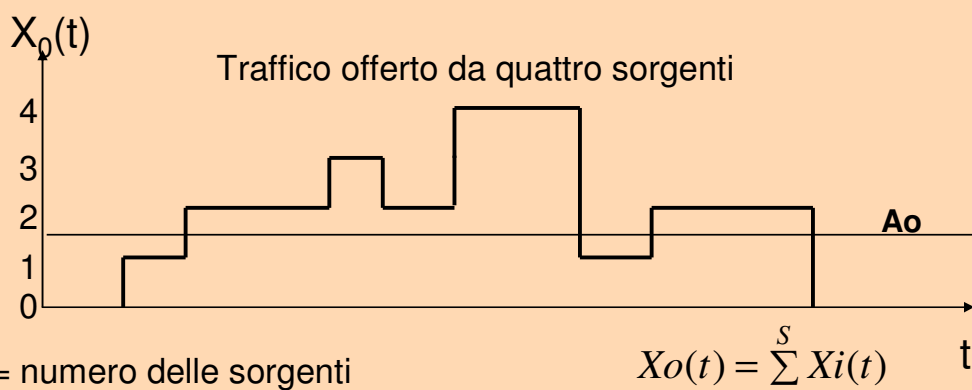 X₀(t)
Traffico offerto da quattro sorgenti
4
3
2
Ao
1
0
S
= numero delle sorgenti
Xo(t) = ∑ Xi(t)
t